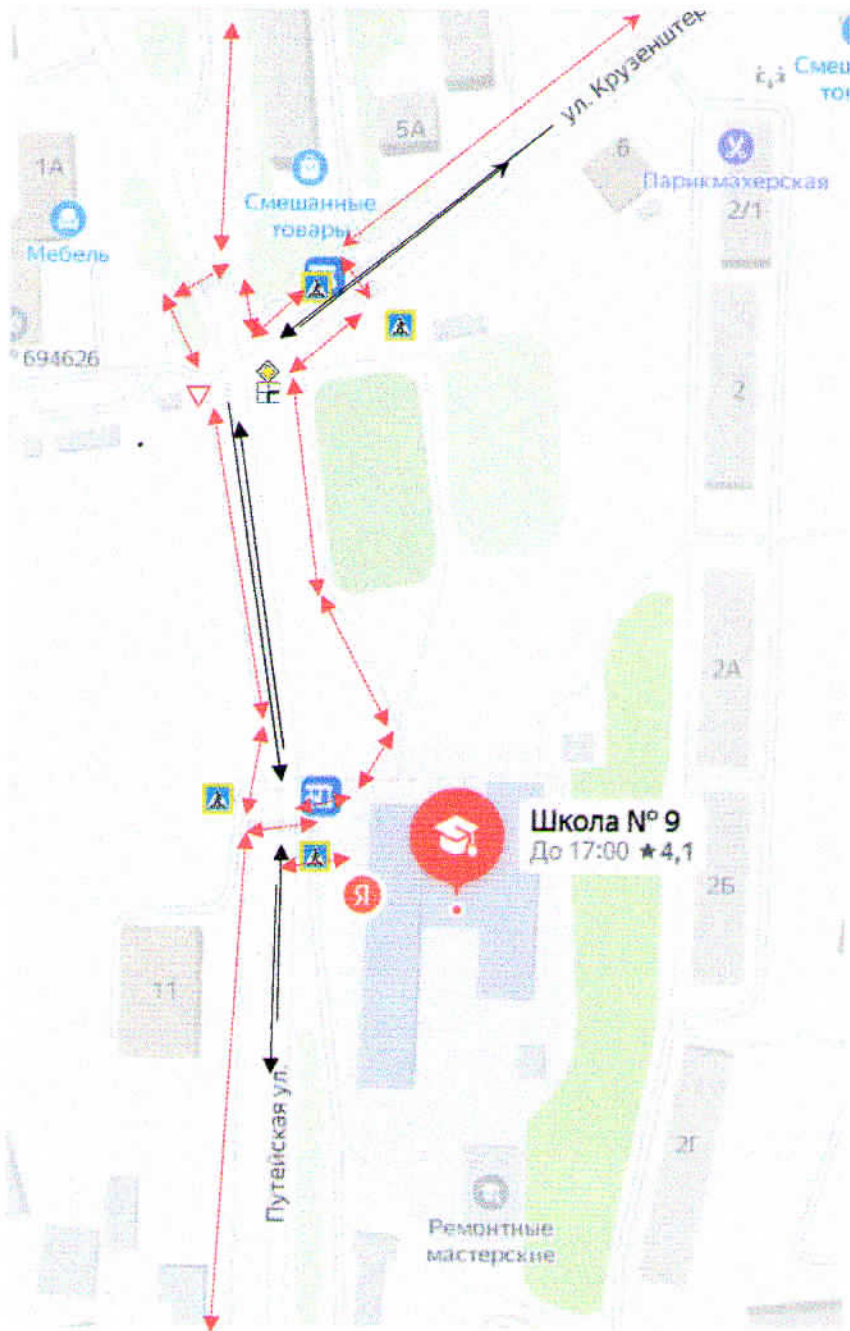 ул. Крузенштер
Смеш
то
5А
6
1А
Парикмахерская
2/1
Смешанные
товары
Мебель
694626
2
2А
Школа № 9
До 17:00 ★4,1
2Б
Я
11
Путейская ул.
2Г
Ремонтные
мастерские